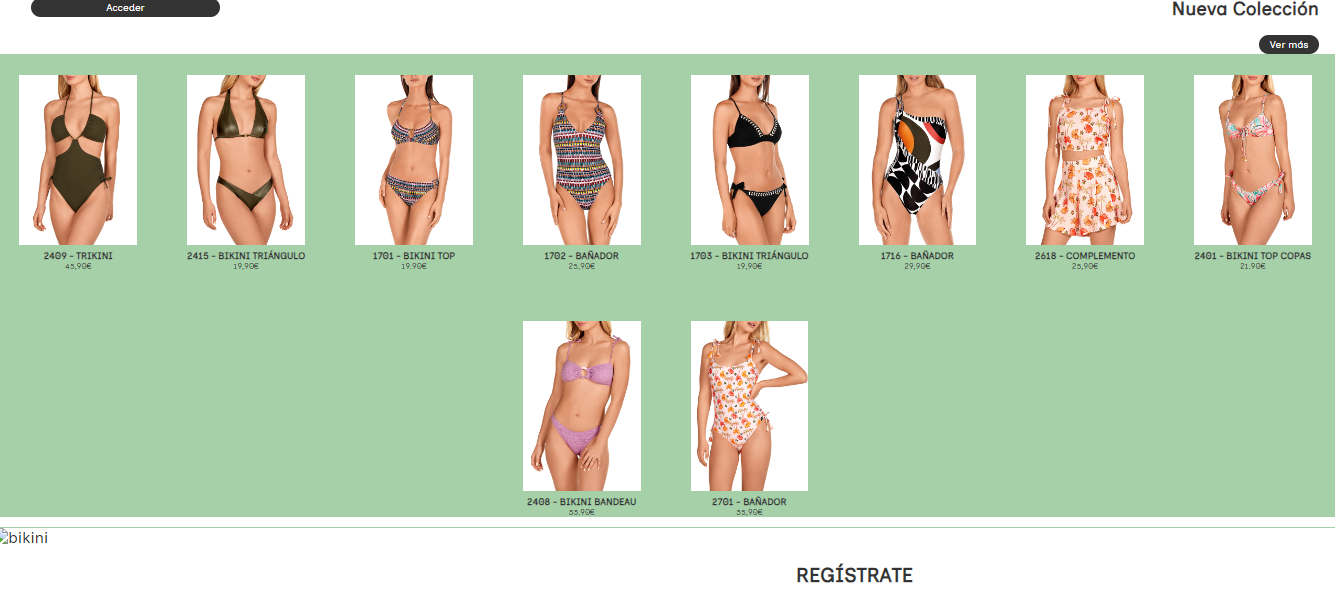 Acceder
Nueva Colección
Ver más
2409 - TRIKINI
45,90€
2415 - BIKINI TRIÁNGULO
19,90€
1701 - BIKINI TOP
19.90€
1702 - BAÑADOR
25,90€
1703 - BIKINI TRIÁNGULO
19,90€
1716 - BAÑADOR
29,90€
2618 - COMPLEMENTO
25,90€
2401 - BIKINI TOP COPAS
21.90€
2408 - BIKINI BANDEAU
33.90€
2701 - BAÑADOR
35,90€
bikini
REGÍSTRATE